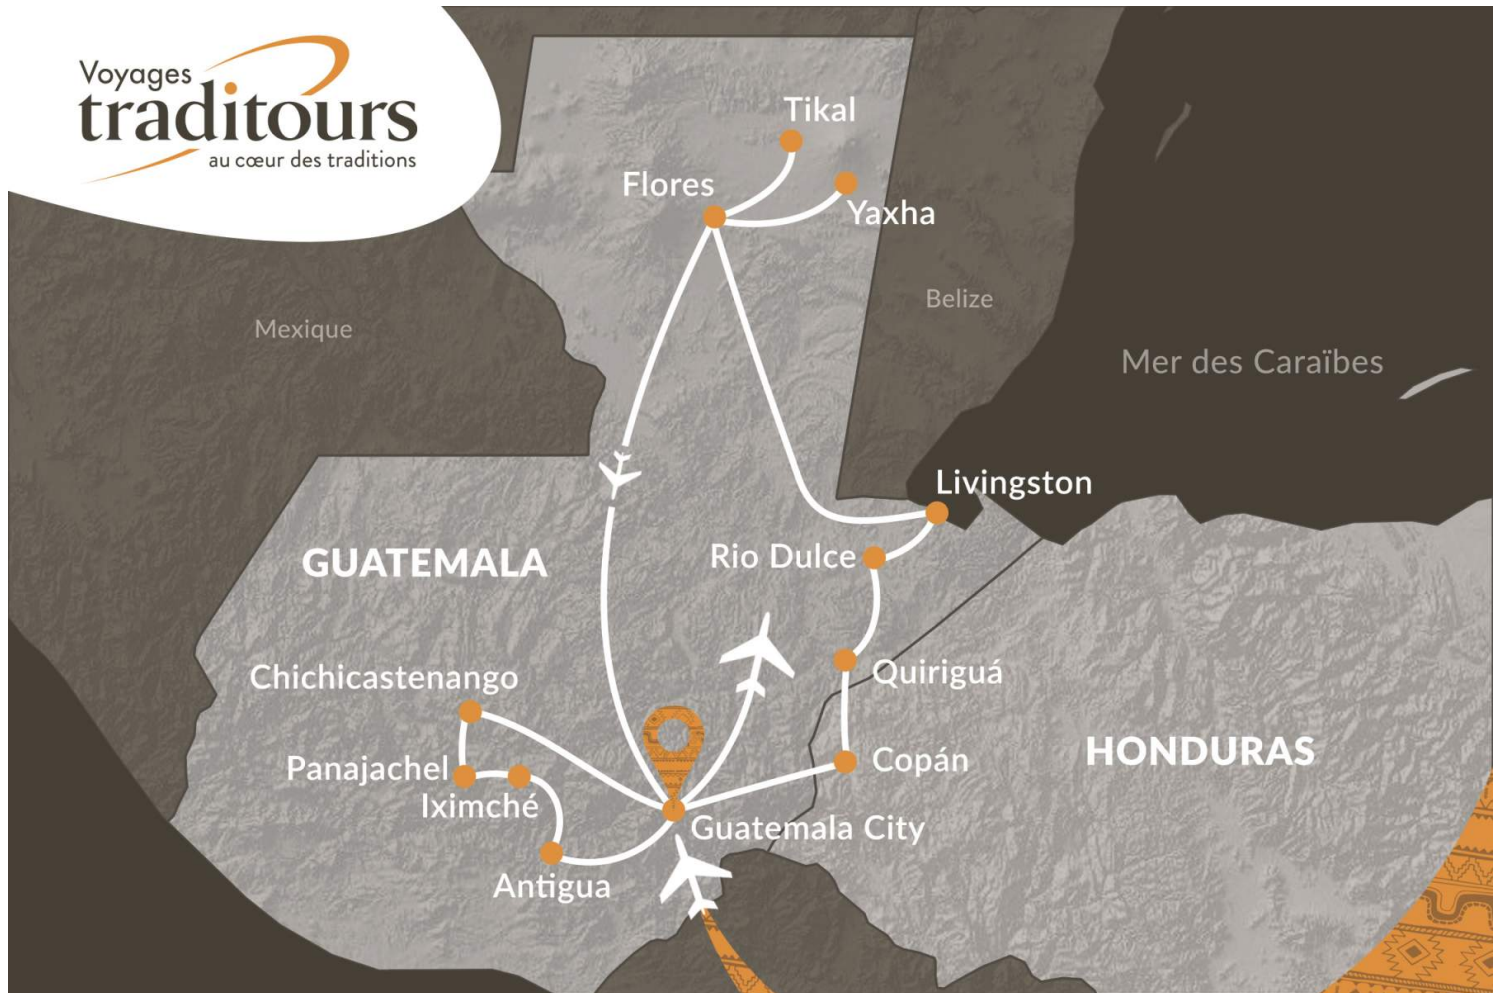 Voyages
traditours
au cœur des traditions
Tikal
Flores
Yaxha
Belize
Mexique
Mer des Caraïbes
Livingston
Rio Dulce
GUATEMALA
Quiriguá
Chichicastenango
HONDURAS
Copán
Panajachel
Iximché
Guatemala City
Antigua